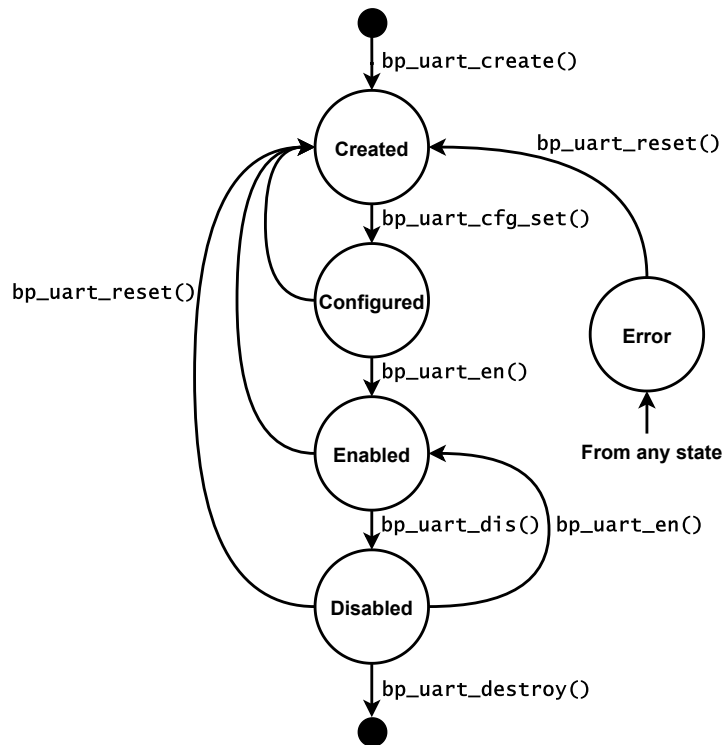 bp_uart_create()
bp_uart_reset()
Created
bp_uart_cfg_set()
bp_uart_reset()
Configured
Error
bp_uart_en()
Enabled
From any state
bp_uart_dis()
bp_uart_en()
Disabled
bp_uart_destroy()